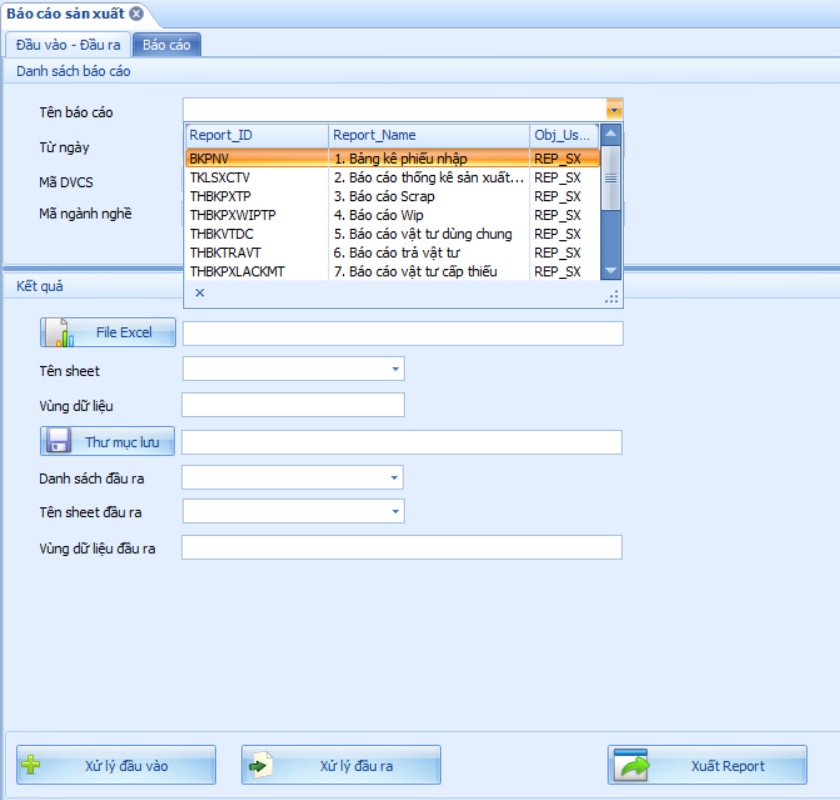 Báo cáo sản xuất
Đầu vào - Đầu ra Báo cáo
Danh sách báo cáo
Tên báo cáo
Report_ID Report_Name Obj_Us...
Từ ngày
BKPNV 1. Bảng kê phiếu nhập REP_SX
TKLSXCTV 2. Báo cáo thống kê sản xuất... REP_SX
Mã DVCS
THBKPXTP 3. Báo cáo Scrap REP_SX
Mã ngành nghề
THBKPXWIPTP 4. Báo cáo Wip REP_SX
THBKVTDC 5. Báo cáo vật tư dùng chung REP_SX
THBKTRAVT 6. Báo cáo trả vật tư REP_SX
THBKPXLACKMT 7. Báo cáo vật tư cấp thiếu REP_SX
Kết quả
File Excel
Tên sheet
Vùng dữ liệu
Thư mục lưu
Danh sách đầu ra
Tên sheet đầu ra
Vùng dữ liệu đầu ra
Xử lý đầu vào Xử lý đầu ra Xuất Report